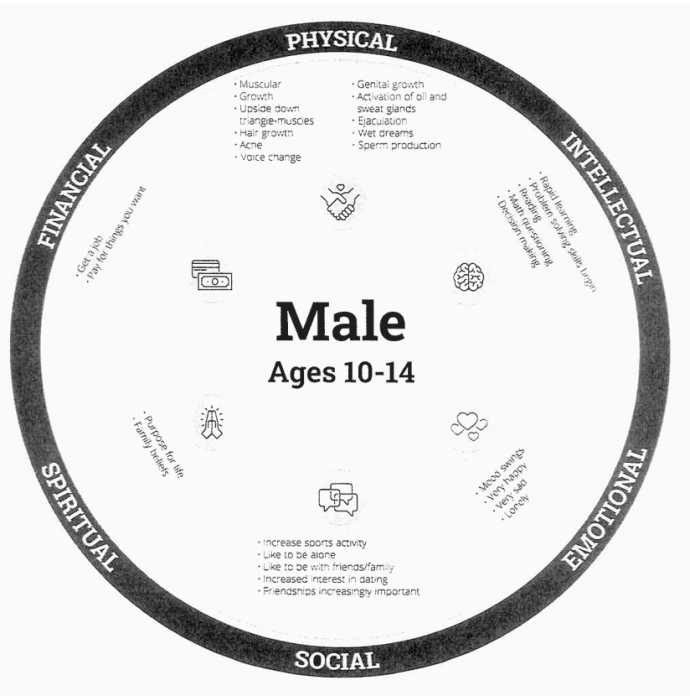 PHYSICAL
· Muscular
· Growth
· Upside down
triangle-muscles
· Hair growth
· Acne
· Voice change
· Genital growth
· Activation of oil and
sweat glands
· Ejaculation
· Wet dreams
· Sperm production
INTELLECTUAL
· Rapid learning
· Problem solving skills, begin
· Reading
· Math questioning
· Decision making
FINANCIAL
· Get a job
· Pay for things you want
Male
Ages 10-14
EMOTIONAL
· Mood swings
· Very happy
· Very sad
· Lonely
SPIRITUAL
· Purpose for life
· Family beliefs
· Increase sports activity
· Like to be alone
· Like to be with friends/family
· Increased interest in dating
· Friendships increasingly important
SOCIAL